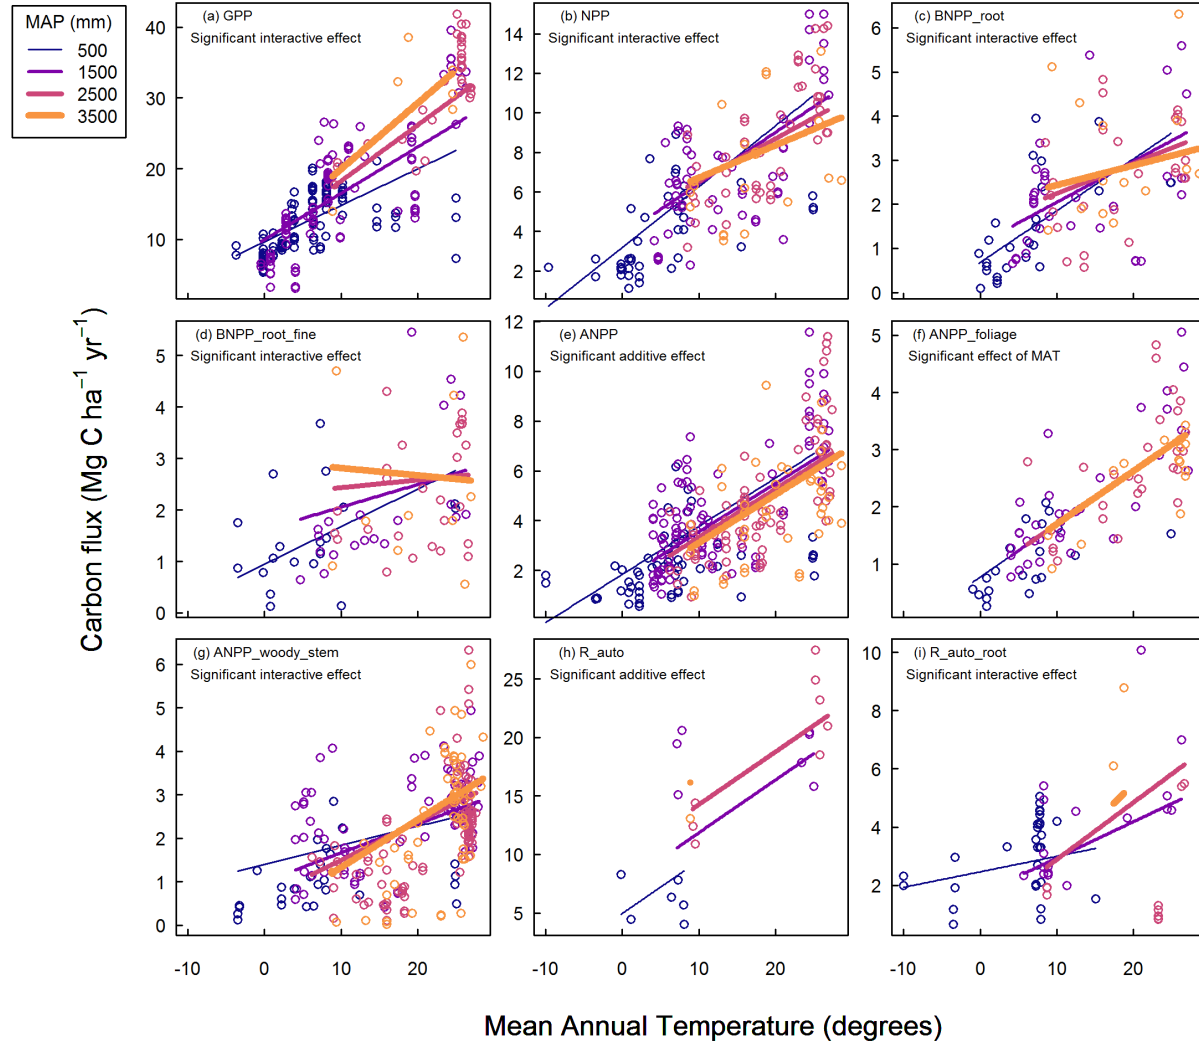 MAP (mm)
500
1500
2500
3500
(a) GPP
Significant interactive effect
40
30
20
10
(b) NPP
Significant interactive effect
14
12
10
8
6
4
2
(c) BNPP_root
Significant interactive effect
6
5
4
3
2
1
0
(d) BNPP_root_fine
Significant interactive effect
5
4
3
2
1
0
(e) ANPP
Significant additive effect
12
10
8
6
4
2
(f) ANPP_foliage
Significant effect of MAT
5
4
3
2
1
(g) ANPP_woody_stem
Significant interactive effect
6
5
4
3
2
1
0
-10 0 10 20
(h) R_auto
Significant additive effect
25
20
15
10
5
-10 0 10 20
(i) R_auto_root
Significant interactive effect
10
8
6
4
2
-10 0 10 20
Carbon flux (Mg C ha⁻¹ yr⁻¹)
Mean Annual Temperature (degrees)